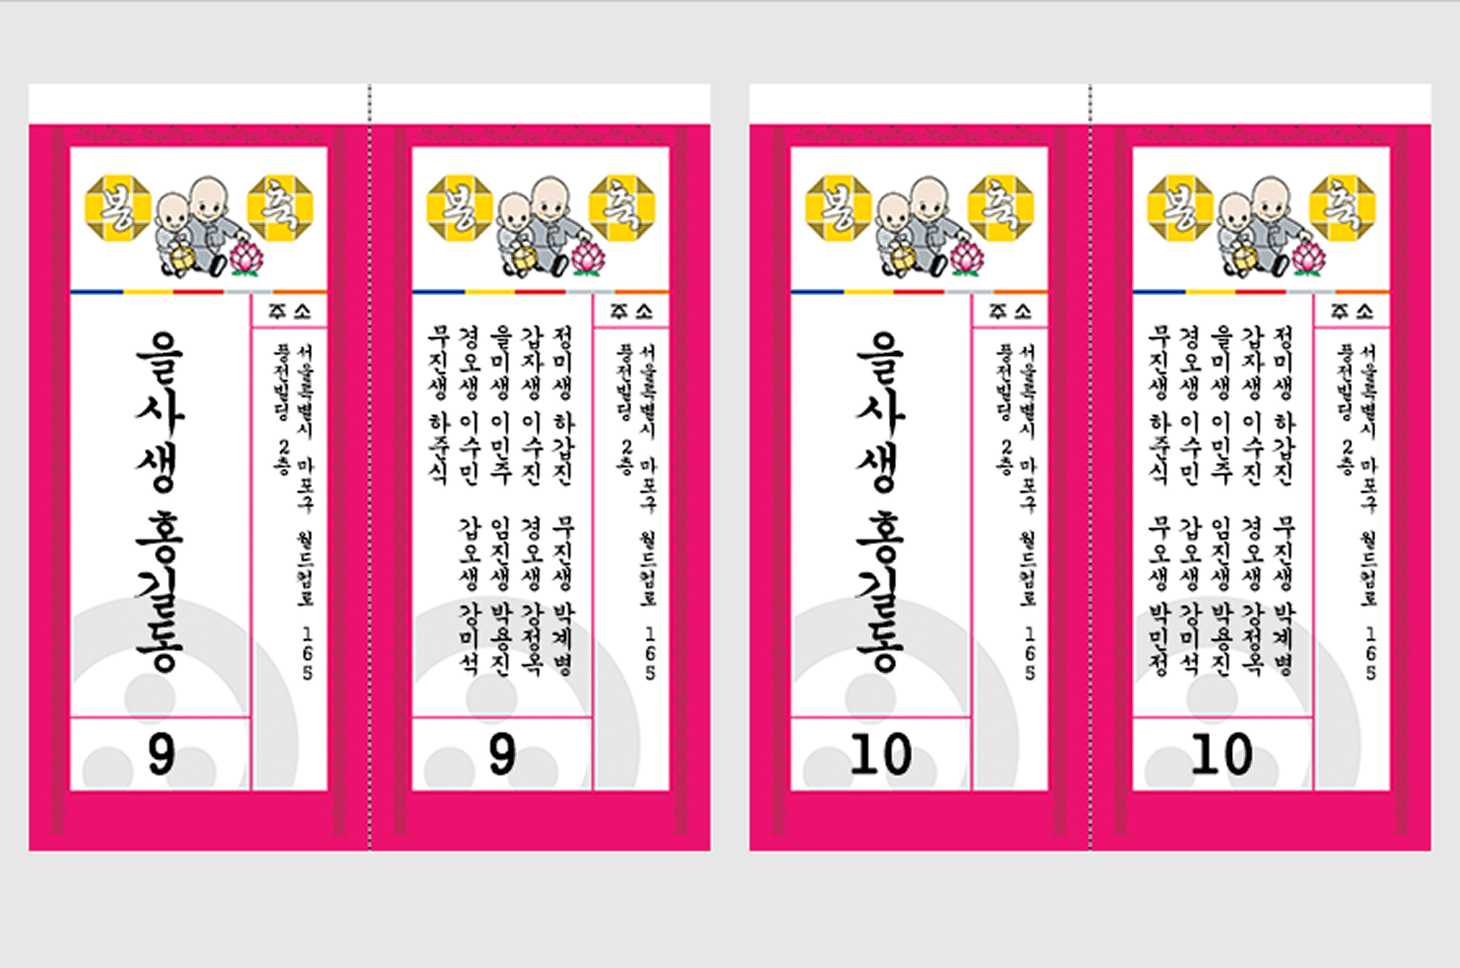 봉 축
주 소
서울특별시 마포구 월드컵로 165
풍전빌딩 2층
을사생 홍길동
9
봉 축
주 소
서울특별시 마포구 월드컵로 165
풍전빌딩 2층
정미생 하갑진
갑자생 이수진
을미생 이민주
경오생 이수민
무진생 하준식
무진생 박계병
경오생 강정옥
임진생 박용진
갑오생 강미석
9
봉 축
주 소
서울특별시 마포구 월드컵로 165
풍전빌딩 2층
을사생 홍길동
10
봉 축
주 소
서울특별시 마포구 월드컵로 165
풍전빌딩 2층
정미생 하갑진
갑자생 이수진
을미생 이민주
경오생 이수민
무진생 하준식
무진생 박계병
경오생 강정옥
임진생 박용진
갑오생 강미석
무오생 박민정
10